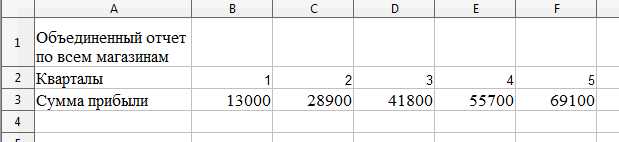 A B C D E F
1 Объединенный отчет
по всем магазинам
2 Кварталы 1 2 3 4 5
3 Сумма прибыли 13000 28900 41800 55700 69100
4